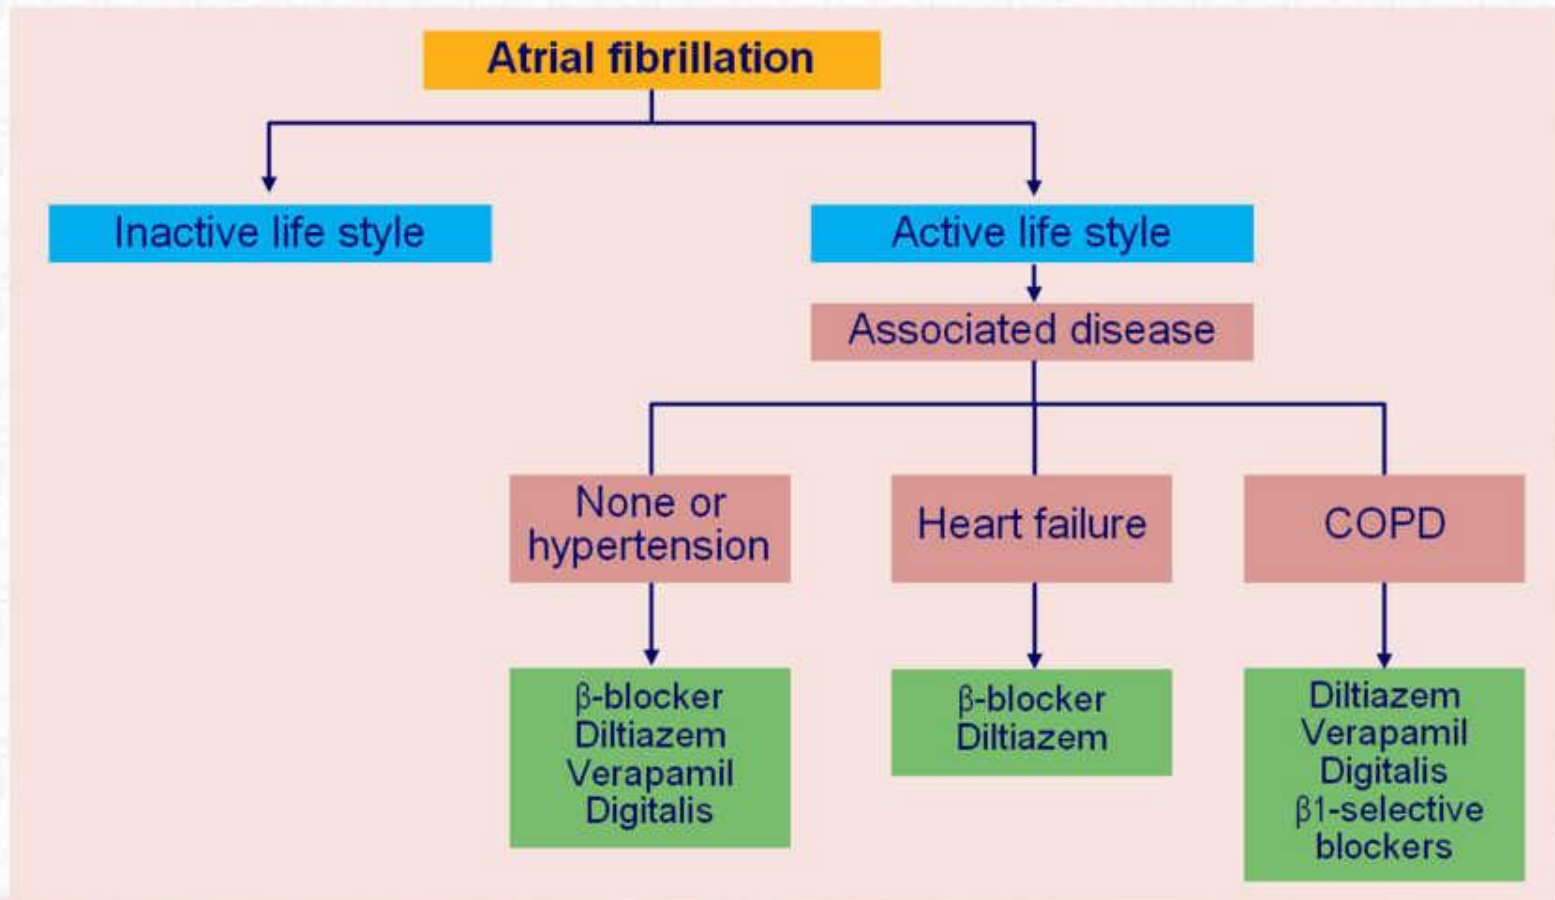 Atrial fibrillation
Inactive life style
Active life style
Associated disease
None or
hypertension
Heart failure
COPD
β-blocker
Diltiazem
Verapamil
Digitalis
β-blocker
Diltiazem
Diltiazem
Verapamil
Digitalis
β1-selective
blockers